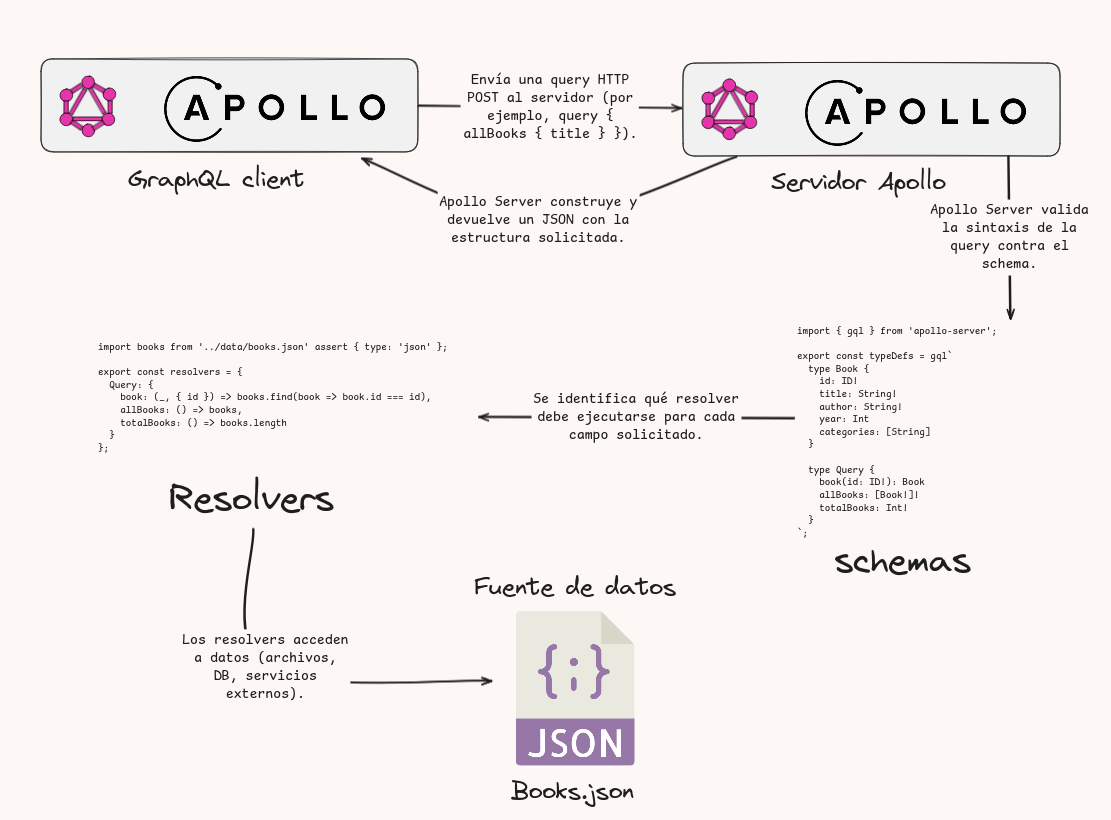 APOLLO
Envía una query HTTP
POST al servidor (por
ejemplo, query {
allBooks { title } }).
APOLLO
GraphQL client
Servidor Apollo
Apollo Server construye y
devuelve un JSON con la
estructura solicitada.
Apollo Server valida
la sintaxis de la
query contra el
schema.
import { gql } from 'apollo-server';

export const typeDefs = gql`
  type Book {
    id: ID!
    title: String!
    author: String!
    year: Int
    categories: [String]
  }

  type Query {
    book(id: ID!): Book
    allBooks: [Book!]!
    totalBooks: Int!
  }
`;
schemas
Se identifica qué resolver
debe ejecutarse para cada
campo solicitado.
import books from '../data/books.json' assert { type: 'json' };

export const resolvers = {
  Query: {
    book: (_, { id }) => books.find(book => book.id === id),
    allBooks: () => books,
    totalBooks: () => books.length
  }
};
Resolvers
Los resolvers acceden
a datos (archivos,
DB, servicios
externos).
Fuente de datos
{;}
JSON
Books.json